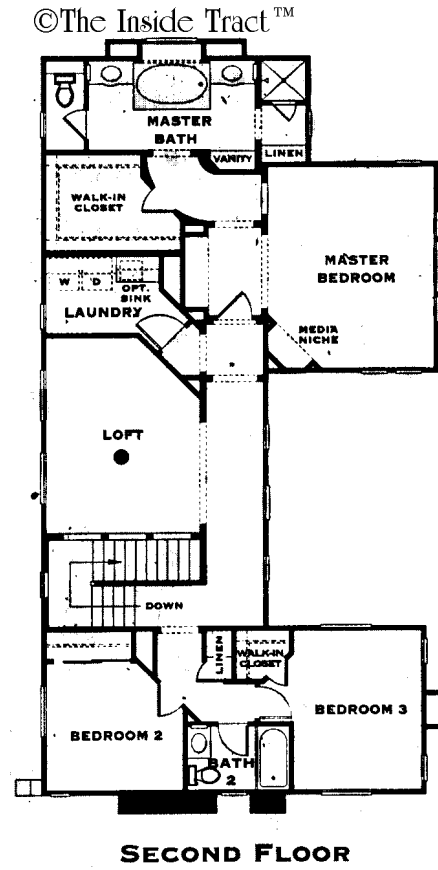 ©The Inside Tract™
MASTER
BATH
VANITY
LINEN
WALK-IN
CLOSET
MASTER
BEDROOM
W
D
OPT.
SINK
LAUNDRY
MEDIA
NICHE
LOFT
DOWN
LINEN
WALK-IN
CLOSET
BEDROOM 2
BEDROOM 3
BATH
2
SECOND FLOOR